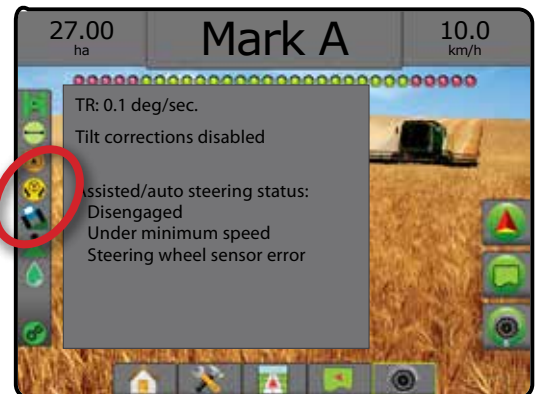 27.00
ha
Mark A
10.0
km/h
TR: 0.1 deg/sec.
Tilt corrections disabled
Assisted/auto steering status:
Disengaged
Under minimum speed
Steering wheel sensor error